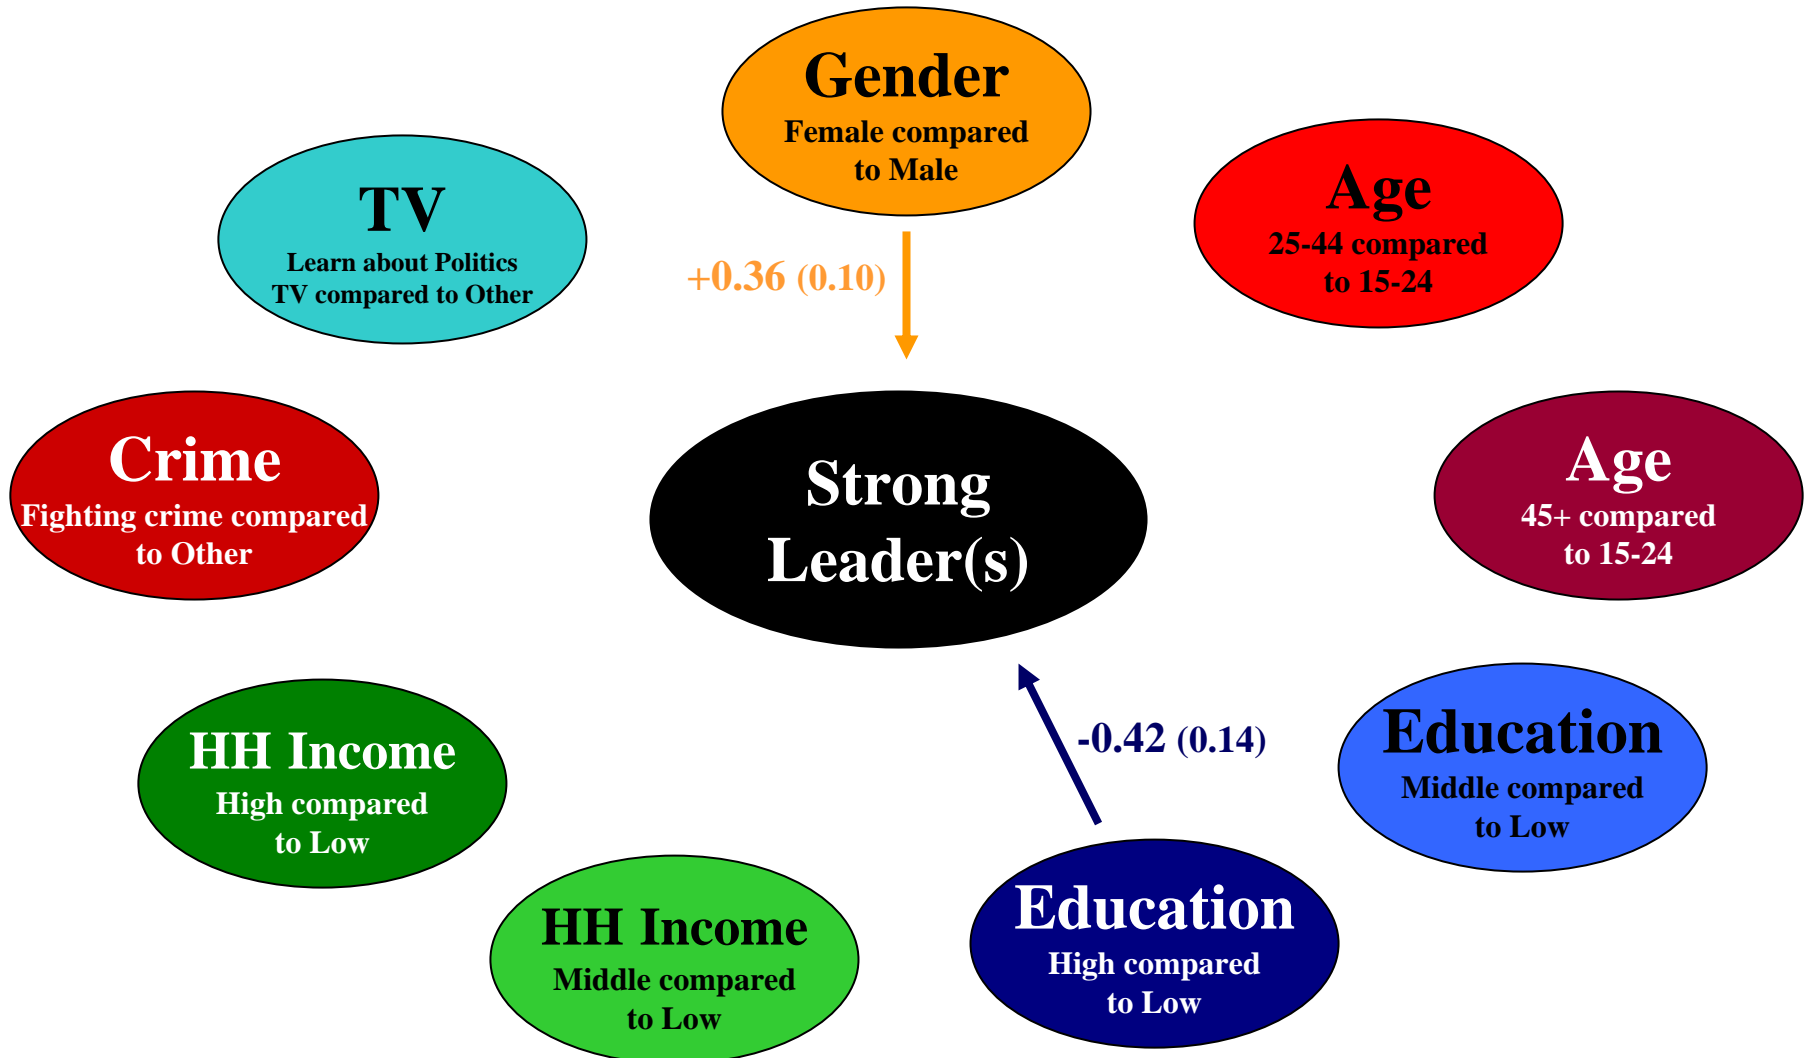 Gender
Female compared
to Male
TV
Learn about Politics
TV compared to Other
Age
25-44 compared
to 15-24
+0.36 (0.10)
Crime
Fighting crime compared
to Other
Strong
Leader(s)
Age
45+ compared
to 15-24
HH Income
High compared
to Low
-0.42 (0.14)
Education
Middle compared
to Low
HH Income
Middle compared
to Low
Education
High compared
to Low